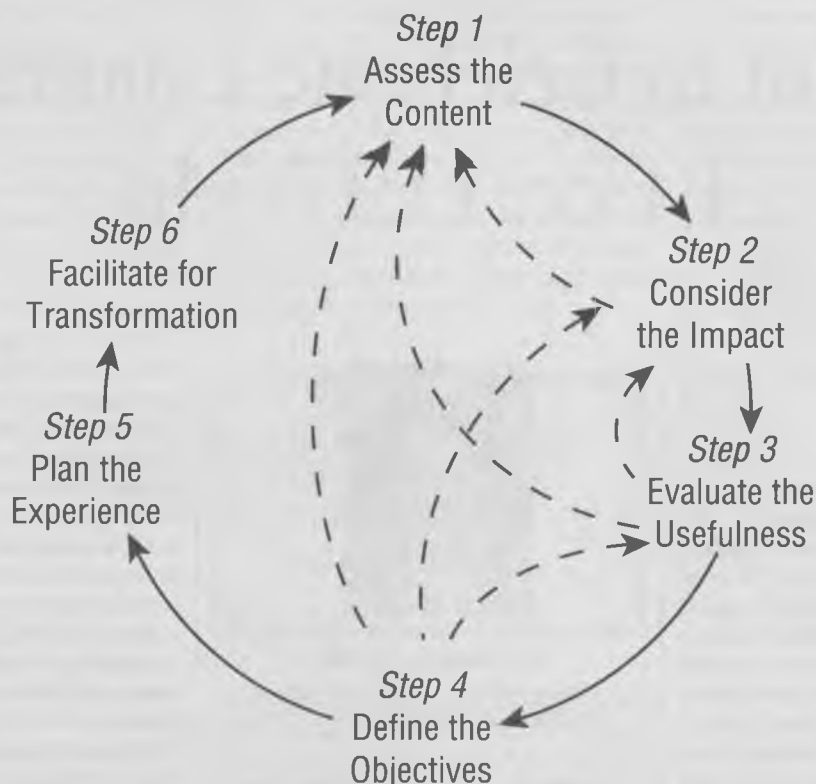 Step 1
Assess the
Content
Step 2
Consider
the Impact
Step 3
Evaluate the
Usefulness
Step 4
Define the
Objectives
Step 5
Plan the
Experience
Step 6
Facilitate for
Transformation